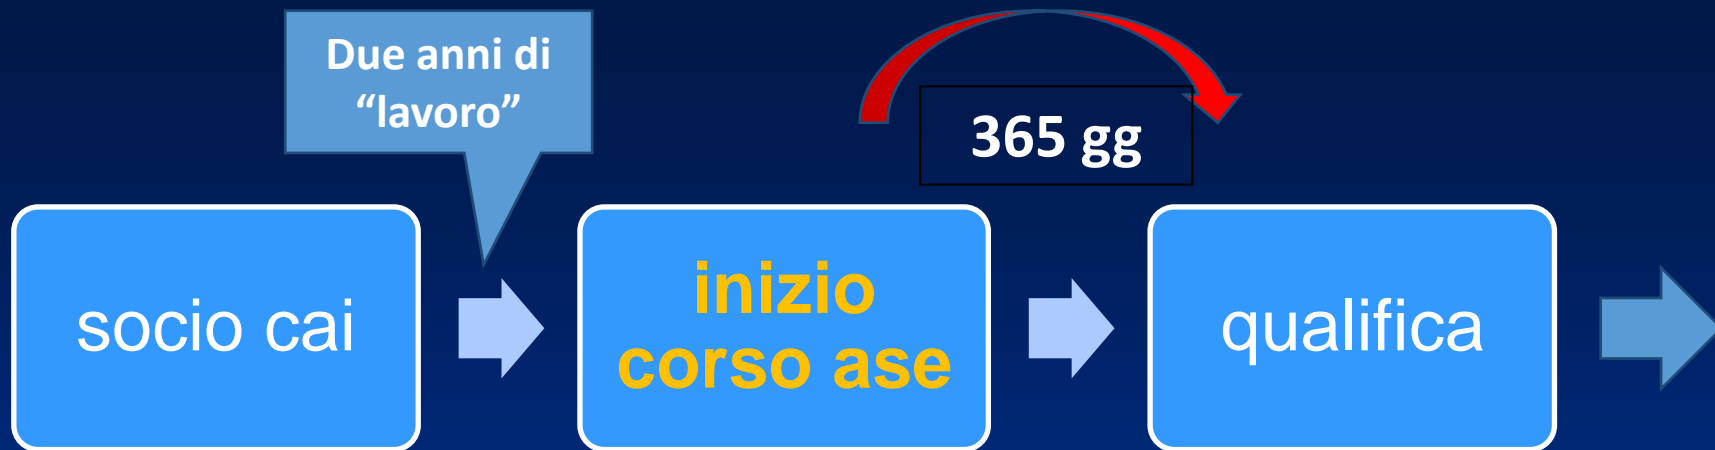 Due anni di
“lavoro”
365 gg
socio cai
inizio
corso ase
qualifica